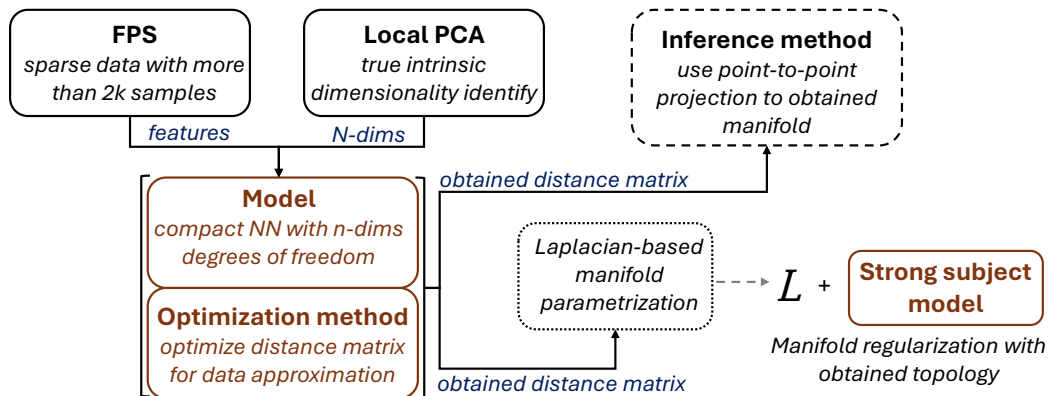 FPS
sparse data with more
than 2k samples
Local PCA
true intrinsic
dimensionality identify
Inference method
use point-to-point
projection to obtained
manifold
features
N-dims
Model
compact NN with n-dims
degrees of freedom
Optimization method
optimize distance matrix
for data approximation
obtained distance matrix
Laplacian-based
manifold
parametrization
obtained distance matrix
L +
Strong subject
model
Manifold regularization with
obtained topology